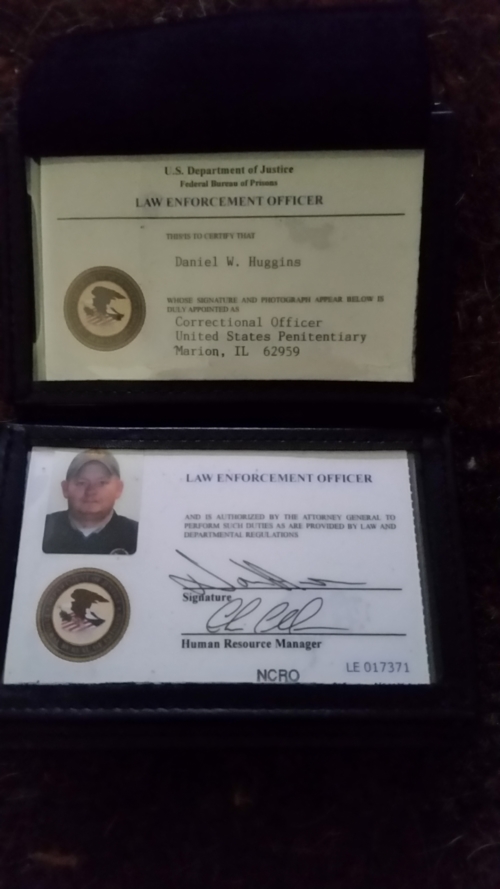 U.S. Department of Justice
Federal Bureau of Prisons
LAW ENFORCEMENT OFFICER
THIS IS TO CERTIFY THAT
Daniel W. Huggins
WHOSE SIGNATURE AND PHOTOGRAPH APPEAR BELOW IS
DULY APPOINTED AS
Correctional Officer
United States Penitentiary
Marion, IL 62959
LAW ENFORCEMENT OFFICER
AND IS AUTHORIZED BY THE ATTORNEY GENERAL TO
PERFORM SUCH DUTIES AS ARE PROVIDED BY LAW AND
DEPARTMENTAL REGULATIONS
Signature
Human Resource Manager
LE 017371
NCRO